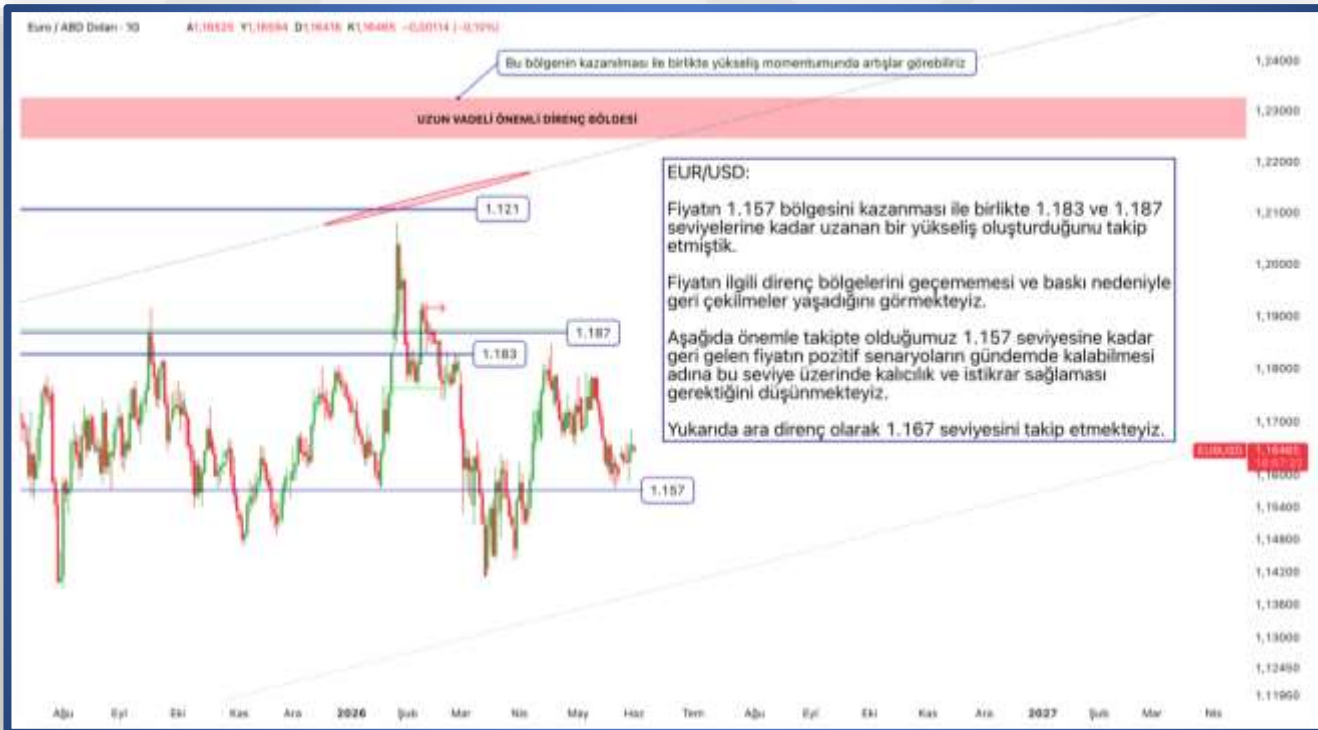 Euro / ABD Doları · 1G
Bu bölgenin kazanılması ile birlikte yükseliş momentumunda artışlar görebiliriz
UZUN VADELİ ÖNEMLİ DİRENÇ BÖLGESİ
EUR/USD:
Fiyatın 1.157 bölgesini kazanması ile birlikte 1.183 ve 1.187
seviyelerine kadar uzanan bir yükseliş oluşturduğunu takip
etmiştik.
Fiyatın ilgili direnç bölgelerini geçememesi ve baskı nedeniyle
geri çekilmeler yaşadığını görmekteyiz.
Aşağıda önemle takipte olduğumuz 1.157 seviyesine kadar
geri gelen fiyatın pozitif senaryoların gündemde kalabilmesi
adına bu seviye üzerinde kalıcılık ve istikrar sağlaması
gerektiğini düşünmekteyiz.
Yukarıda ara direnç olarak 1.167 seviyesini takip etmekteyiz.
1.121
1.187
1.183
1.157
1,24000
1,23000
1,22000
1,21000
1,20000
1,19000
1,18000
1,17000
EURUSD 1,16465
1,16000
1,15400
1,14800
1,14200
1,13600
1,13000
1,12450
1,11950
Ağu Eyl Eki Kas Ara 2026 Şub Mar Nis May Haz Tem Ağu Eyl Eki Kas Ara 2027 Şub Mar Nis